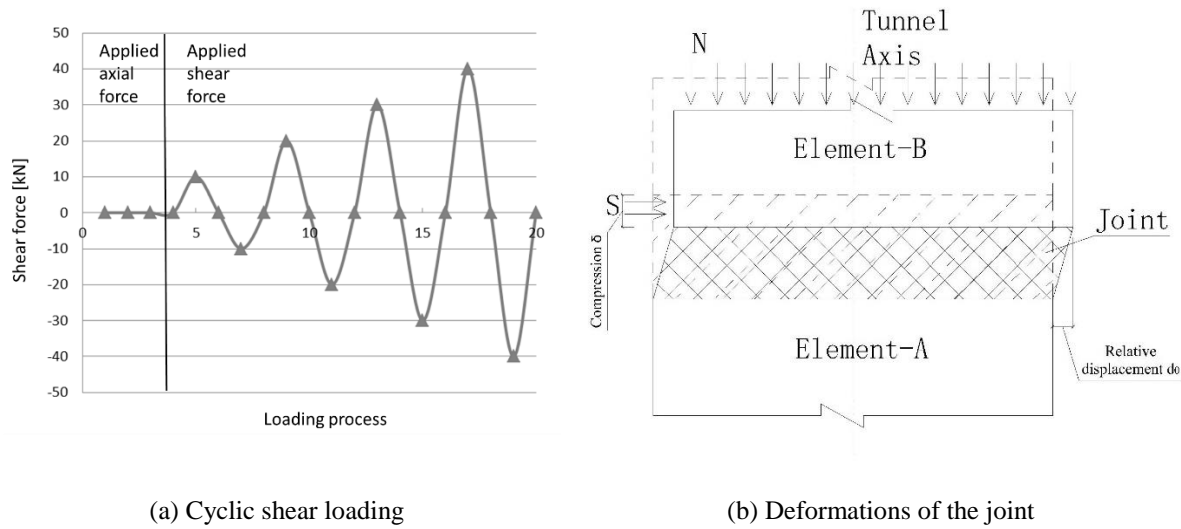 50
40
30
20
10
0
-10
-20
-30
-40
-50
Shear force [kN]
Applied
axial
force
Applied
shear
force
0
5
10
15
20
Loading process
N
Tunnel
Axis
Element-B
S
Compression δ
Joint
Element-A
Relative
displacement d0
(a) Cyclic shear loading
(b) Deformations of the joint